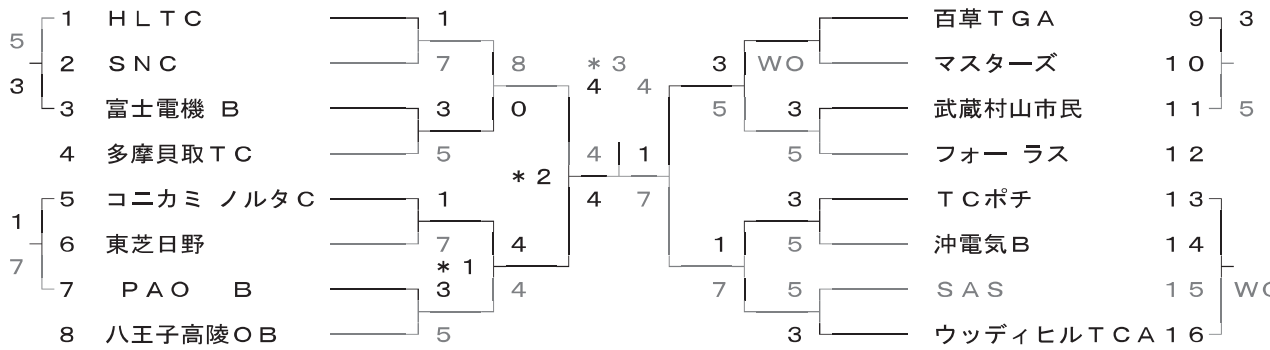 1 HLTC 1 百草TGA 9 3
5
2 SNC 7 8 *3 3 WO マスターズ 10
3 4 4
3 富士電機 B 3 0 5 3 武蔵村山市民 11 5
4 多摩貝取TC 5 4 1 5 フォー ラス 12
*2
5 コニカミ ノルタC 1 4 7 3 TCポチ 13
1
6 東芝日野 7 4 1 5 沖電気B 14
7 *1
7 PAO B 3 4 7 5 SAS 15 WO
8 八王子高陵OB 5 3 ウッディヒルTCA 16